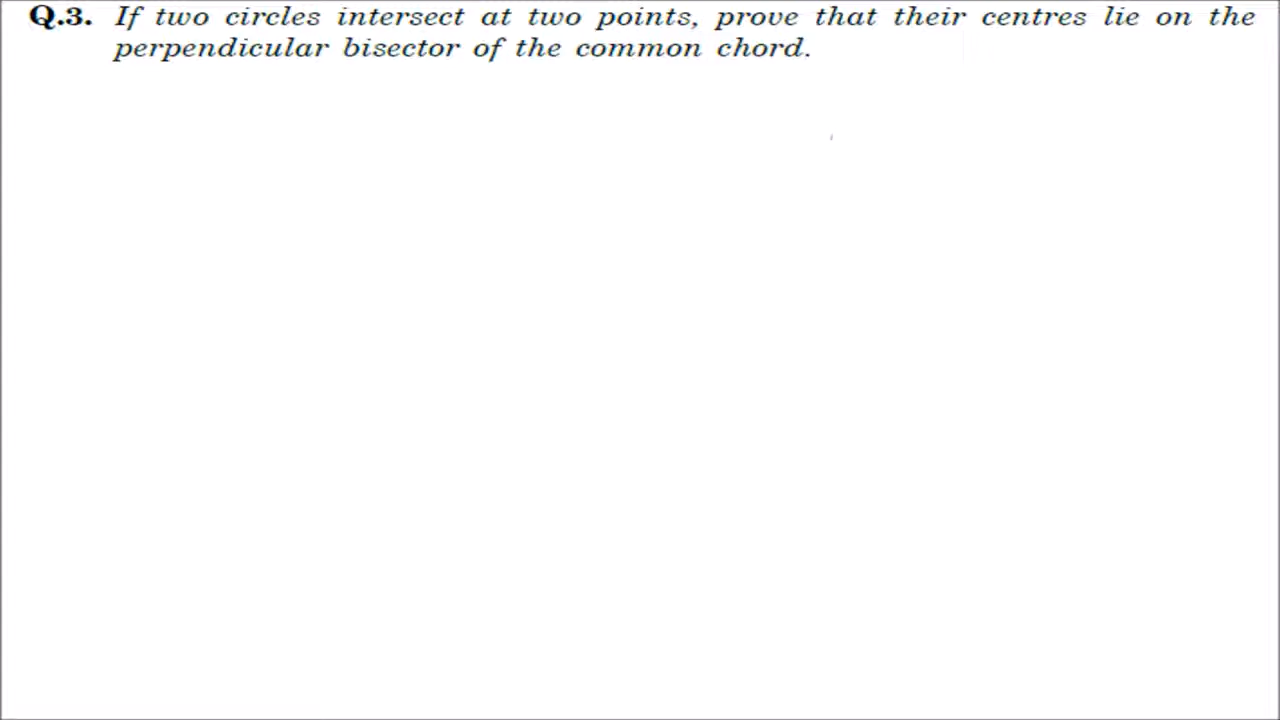 Q.3. If two circles intersect at two points, prove that their centres lie on the
perpendicular bisector of the common chord.